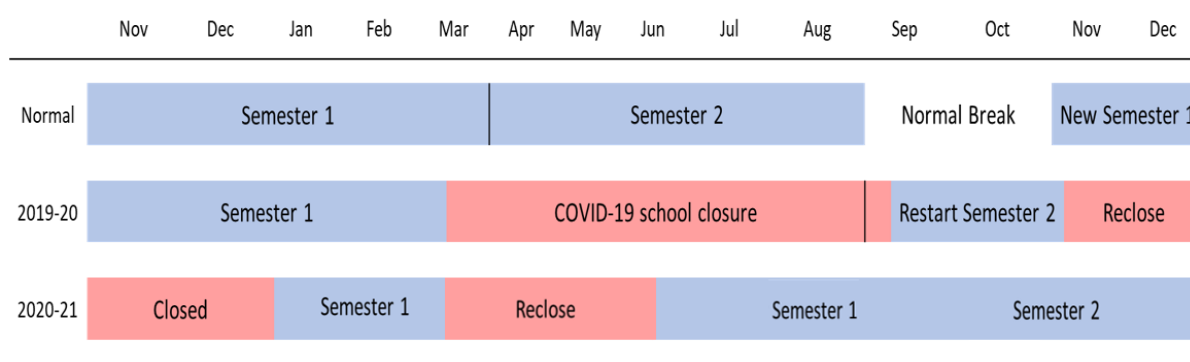 Nov Dec Jan Feb Mar Apr May Jun Jul Aug Sep Oct Nov Dec
Normal Semester 1 Semester 2 Normal Break New Semester 1
2019-20 Semester 1 COVID-19 school closure Restart Semester 2 Reclose
2020-21 Closed Semester 1 Reclose Semester 1 Semester 2